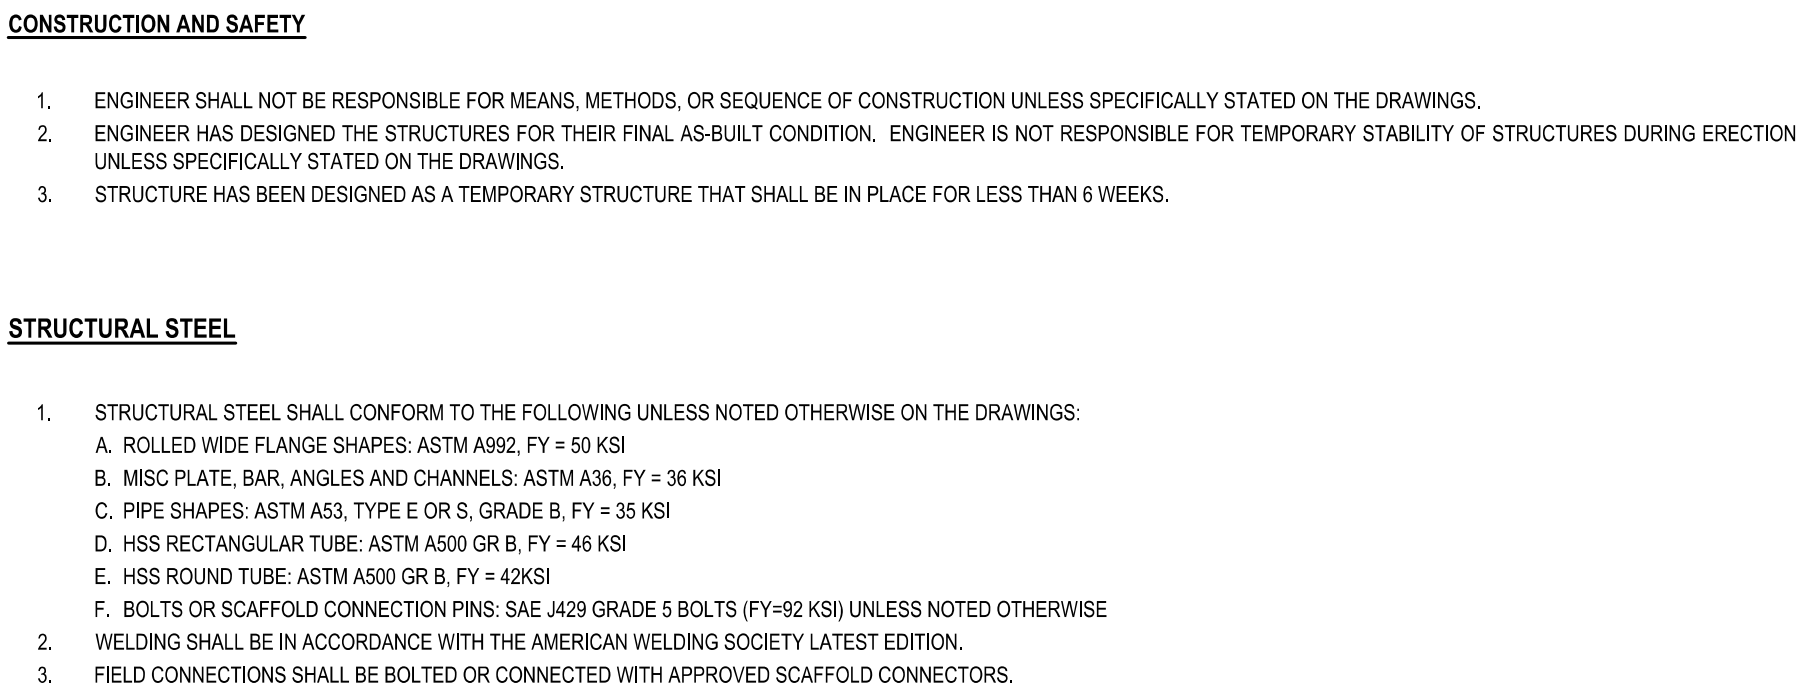 CONSTRUCTION AND SAFETY
1. ENGINEER SHALL NOT BE RESPONSIBLE FOR MEANS, METHODS, OR SEQUENCE OF CONSTRUCTION UNLESS SPECIFICALLY STATED ON THE DRAWINGS.
2. ENGINEER HAS DESIGNED THE STRUCTURES FOR THEIR FINAL AS-BUILT CONDITION. ENGINEER IS NOT RESPONSIBLE FOR TEMPORARY STABILITY OF STRUCTURES DURING ERECTION
UNLESS SPECIFICALLY STATED ON THE DRAWINGS.
3. STRUCTURE HAS BEEN DESIGNED AS A TEMPORARY STRUCTURE THAT SHALL BE IN PLACE FOR LESS THAN 6 WEEKS.
STRUCTURAL STEEL
1. STRUCTURAL STEEL SHALL CONFORM TO THE FOLLOWING UNLESS NOTED OTHERWISE ON THE DRAWINGS:
A. ROLLED WIDE FLANGE SHAPES: ASTM A992, FY = 50 KSI
B. MISC PLATE, BAR, ANGLES AND CHANNELS: ASTM A36, FY = 36 KSI
C. PIPE SHAPES: ASTM A53, TYPE E OR S, GRADE B, FY = 35 KSI
D. HSS RECTANGULAR TUBE: ASTM A500 GR B, FY = 46 KSI
E. HSS ROUND TUBE: ASTM A500 GR B, FY = 42KSI
F. BOLTS OR SCAFFOLD CONNECTION PINS: SAE J429 GRADE 5 BOLTS (FY=92 KSI) UNLESS NOTED OTHERWISE
2. WELDING SHALL BE IN ACCORDANCE WITH THE AMERICAN WELDING SOCIETY LATEST EDITION.
3. FIELD CONNECTIONS SHALL BE BOLTED OR CONNECTED WITH APPROVED SCAFFOLD CONNECTORS.